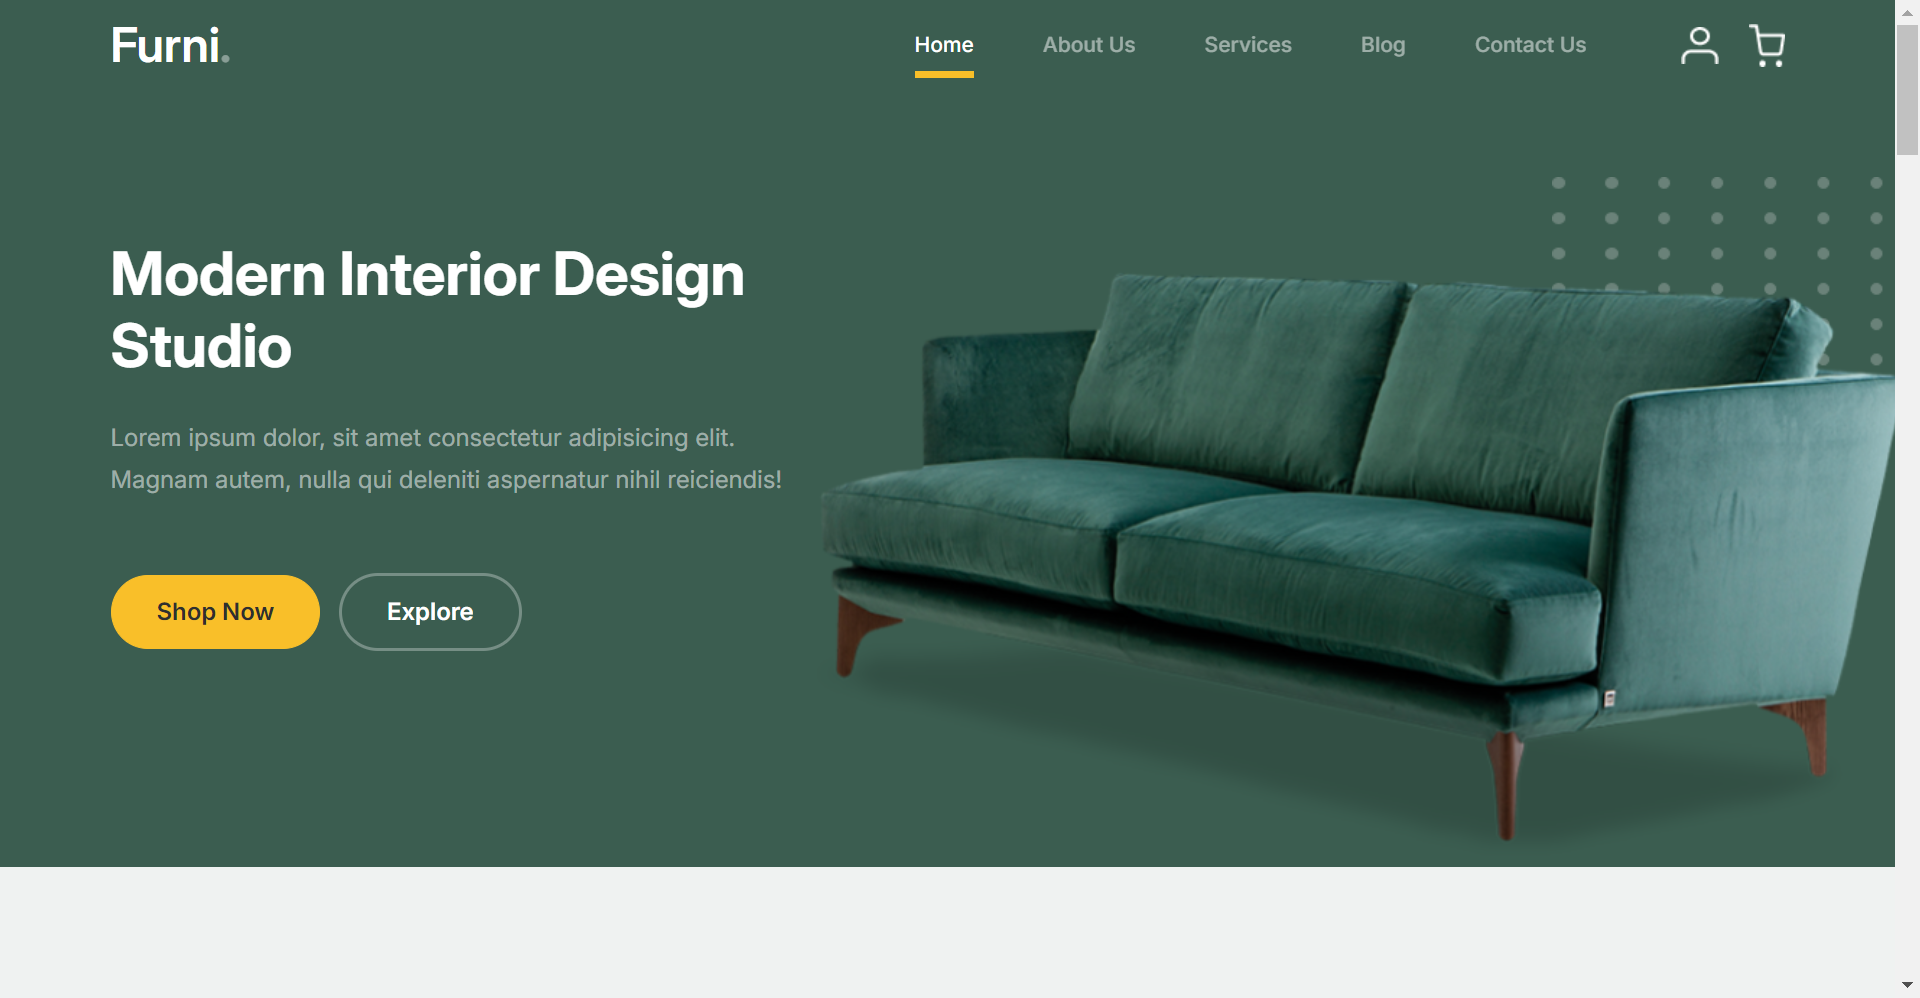 Furni.
Home
About Us
Services
Blog
Contact Us
Modern Interior Design
Studio
Lorem ipsum dolor, sit amet consectetur adipisicing elit.
Magnam autem, nulla qui deleniti aspernatur nihil reiciendis!
Shop Now
Explore